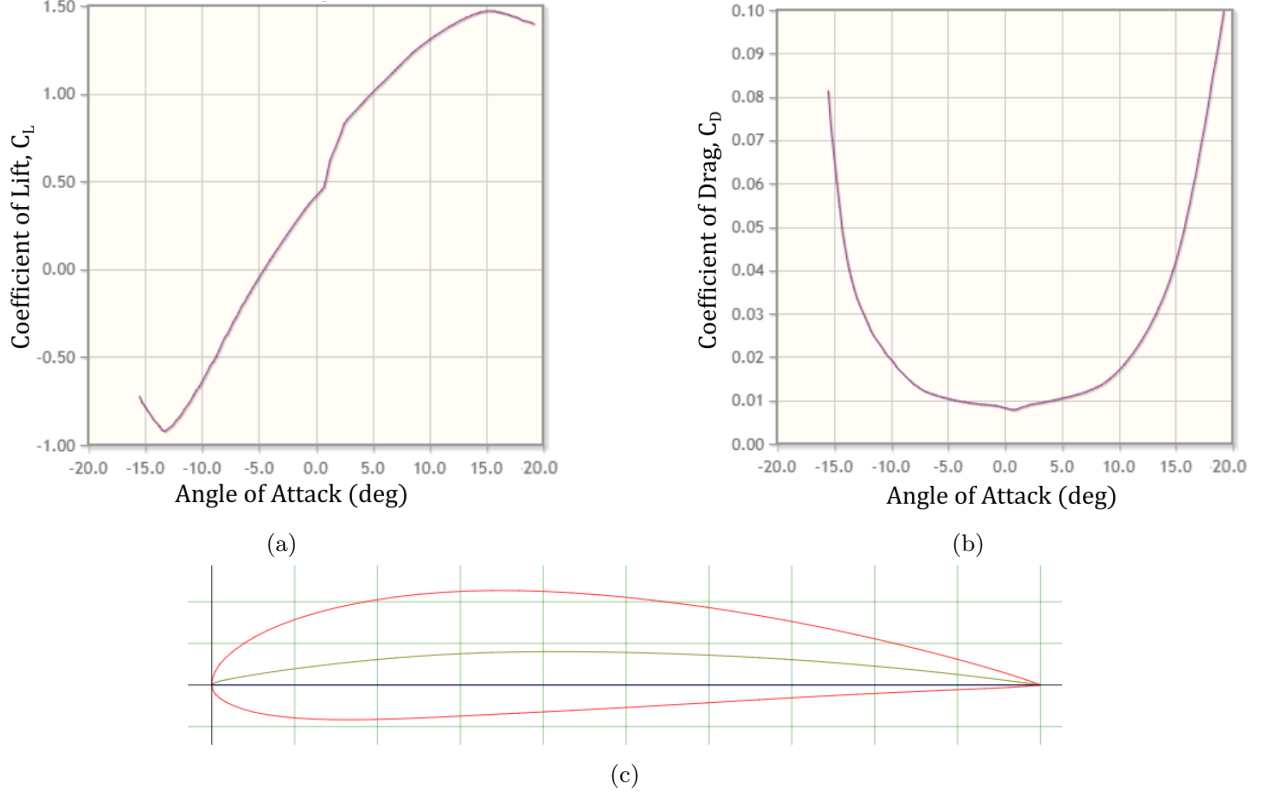 1.50
1.00
0.50
0.00
-0.50
-1.00
Coefficient of Lift, CL
-20.0 -15.0 -10.0 -5.0 0.0 5.0 10.0 15.0 20.0
Angle of Attack (deg)
(a)
0.10
0.09
0.08
0.07
0.06
0.05
0.04
0.03
0.02
0.01
0.00
Coefficient of Drag, CD
-20.0 -15.0 -10.0 -5.0 0.0 5.0 10.0 15.0 20.0
Angle of Attack (deg)
(b)
(c)